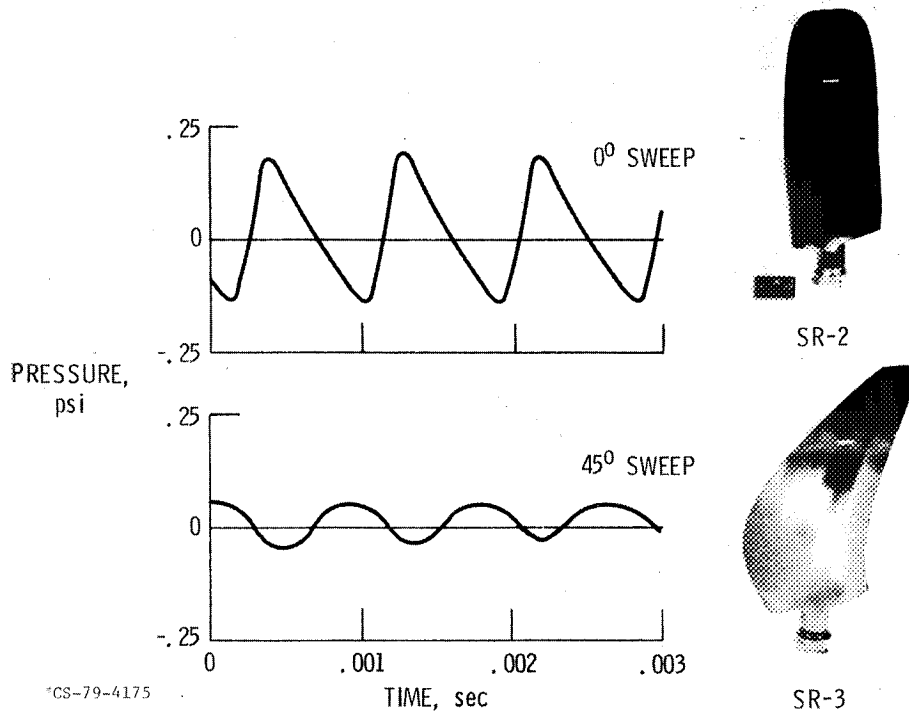 .25
0° SWEEP
0
-.25
SR-2
PRESSURE,
psi
.25
45° SWEEP
0
-.25
0
.001
.002
.003
TIME, sec
*CS-79-4175
SR-3